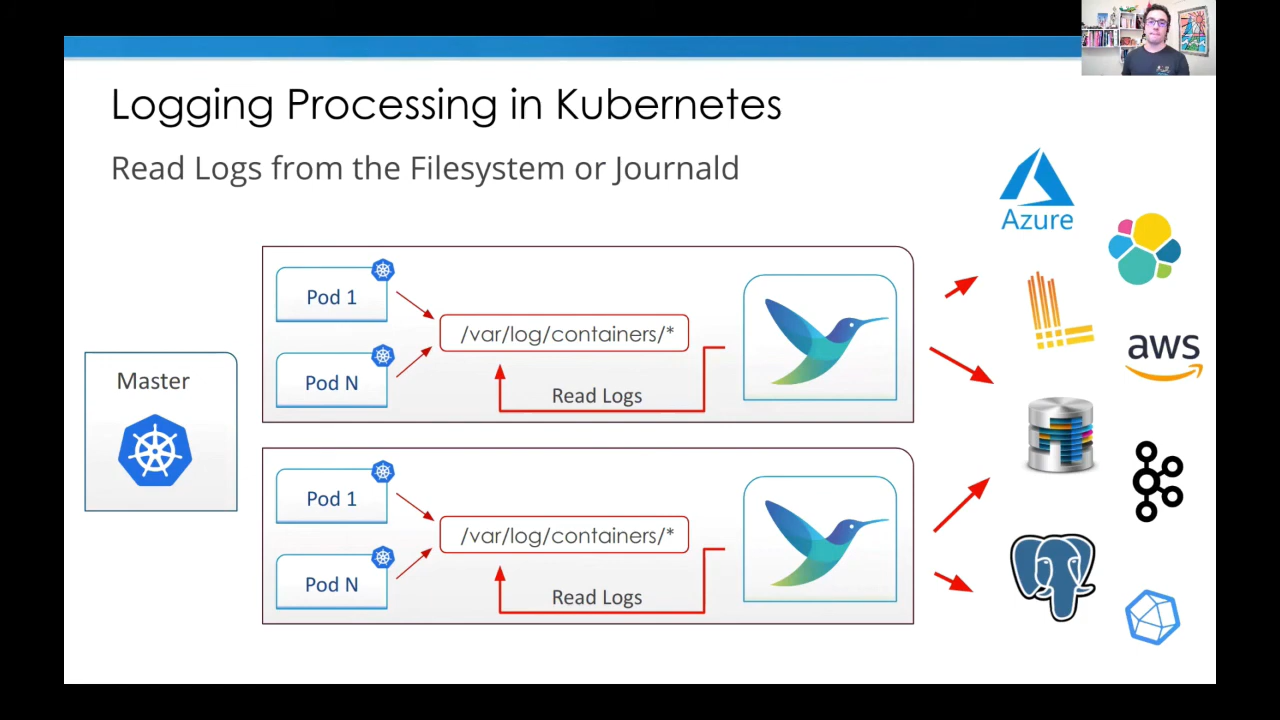 Logging Processing in Kubernetes
Read Logs from the Filesystem or Journald
Azure
aws
Master
Pod 1
Pod N
/var/log/containers/*
Read Logs
Pod 1
Pod N
/var/log/containers/*
Read Logs